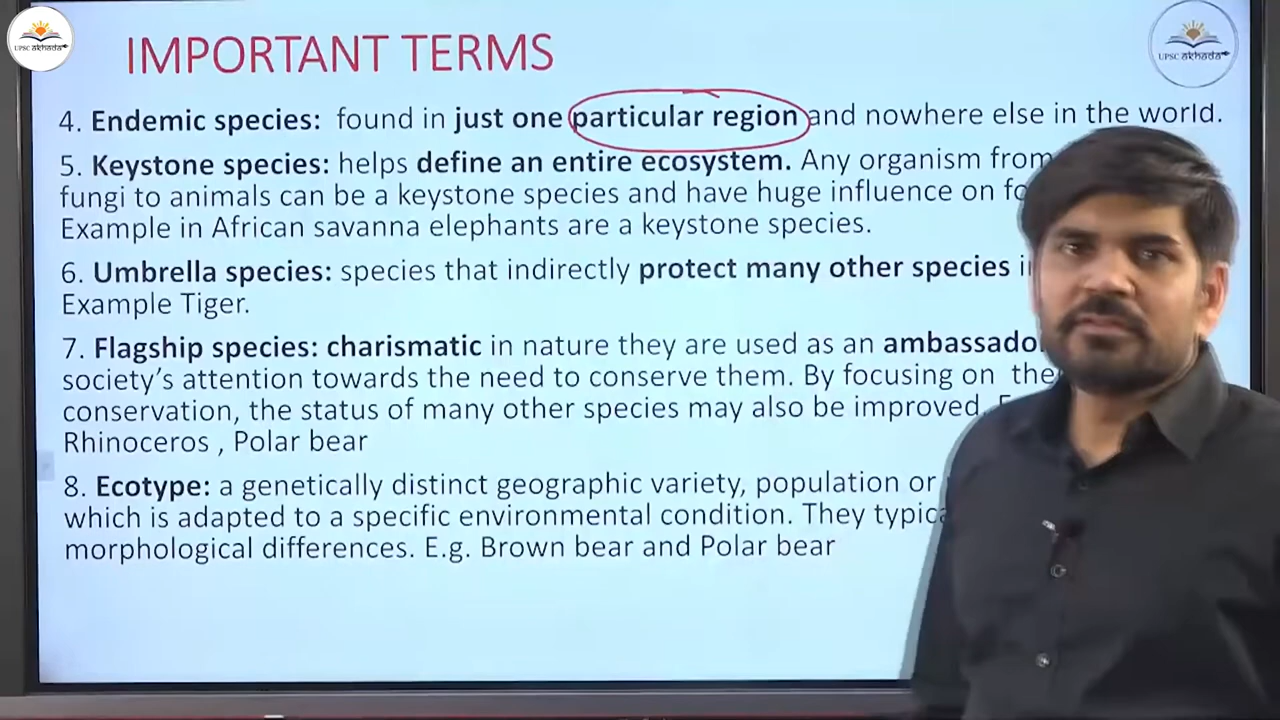 UPSC akhada
UPSC akhada
IMPORTANT TERMS
4. Endemic species: found in just one particular region and nowhere else in the world.
5. Keystone species: helps define an entire ecosystem. Any organism from
fungi to animals can be a keystone species and have huge influence on
Example in African savanna elephants are a keystone species.
6. Umbrella species: species that indirectly protect many other species
Example Tiger.
7. Flagship species: charismatic in nature they are used as an
society's attention towards the need to conserve them. By focusing on
conservation, the status of many other species may also be improved.
Rhinoceros , Polar bear
8. Ecotype: a genetically distinct geographic variety, population or
which is adapted to a specific environmental condition. They
morphological differences. E.g. Brown bear and Polar bear